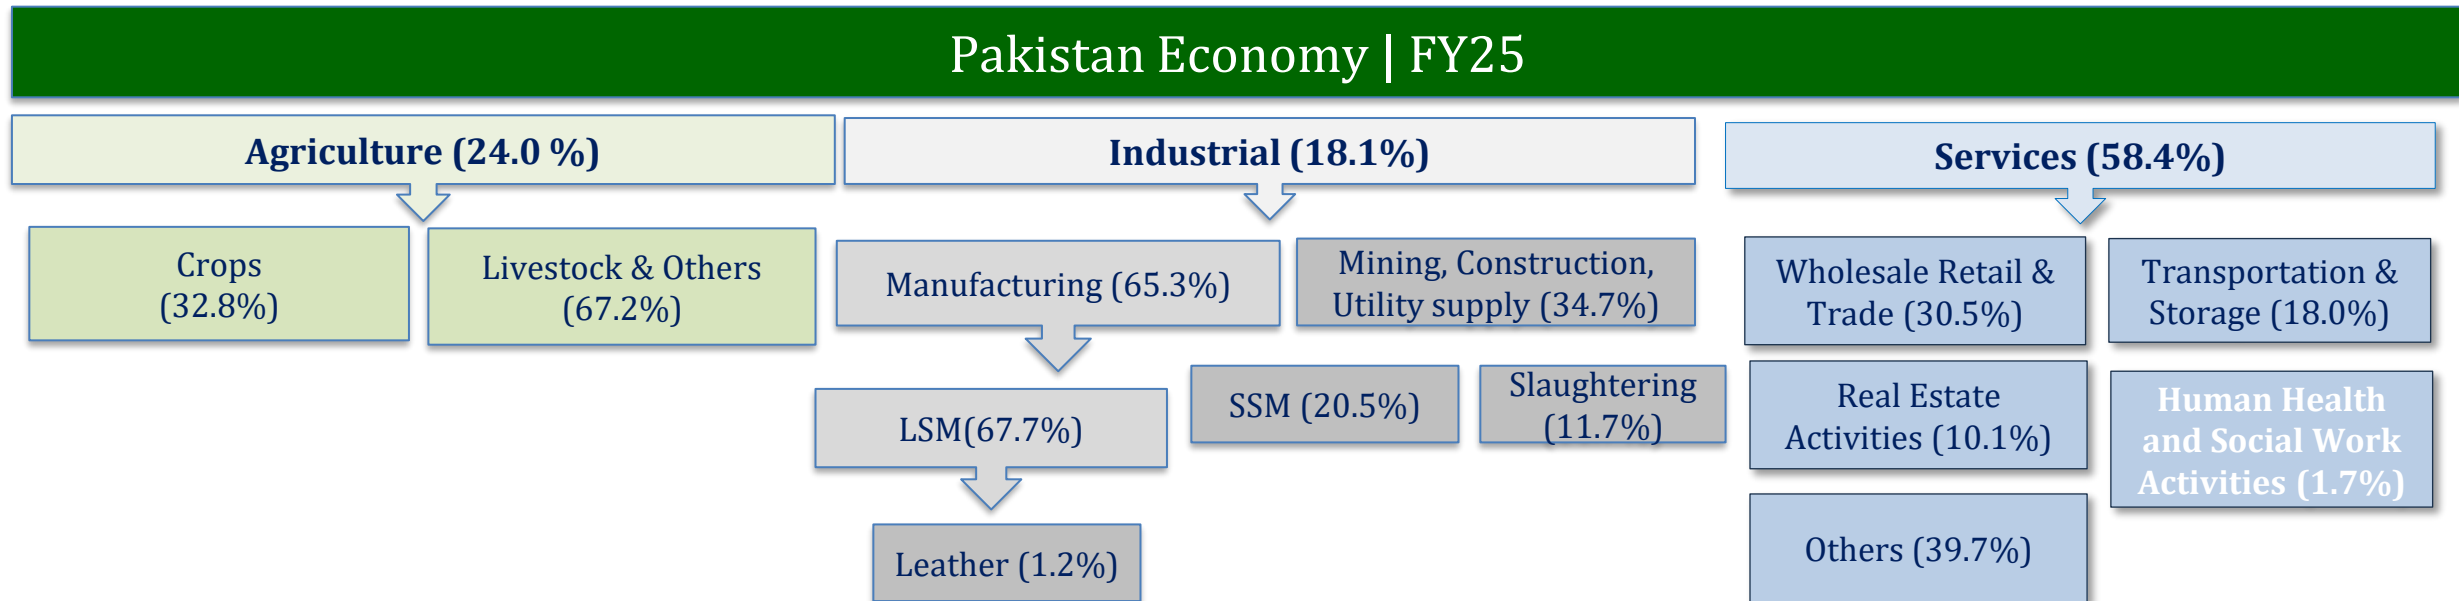 Pakistan Economy | FY25
Agriculture (24.0 %)
Industrial (18.1%)
Services (58.4%)
Crops
(32.8%)
Livestock & Others
(67.2%)
Manufacturing (65.3%)
Mining, Construction,
Utility supply (34.7%)
Wholesale Retail &
Trade (30.5%)
Transportation &
Storage (18.0%)
LSM(67.7%)
SSM (20.5%)
Slaughtering
(11.7%)
Real Estate
Activities (10.1%)
Human Health
and Social Work
Activities (1.7%)
Leather (1.2%)
Others (39.7%)